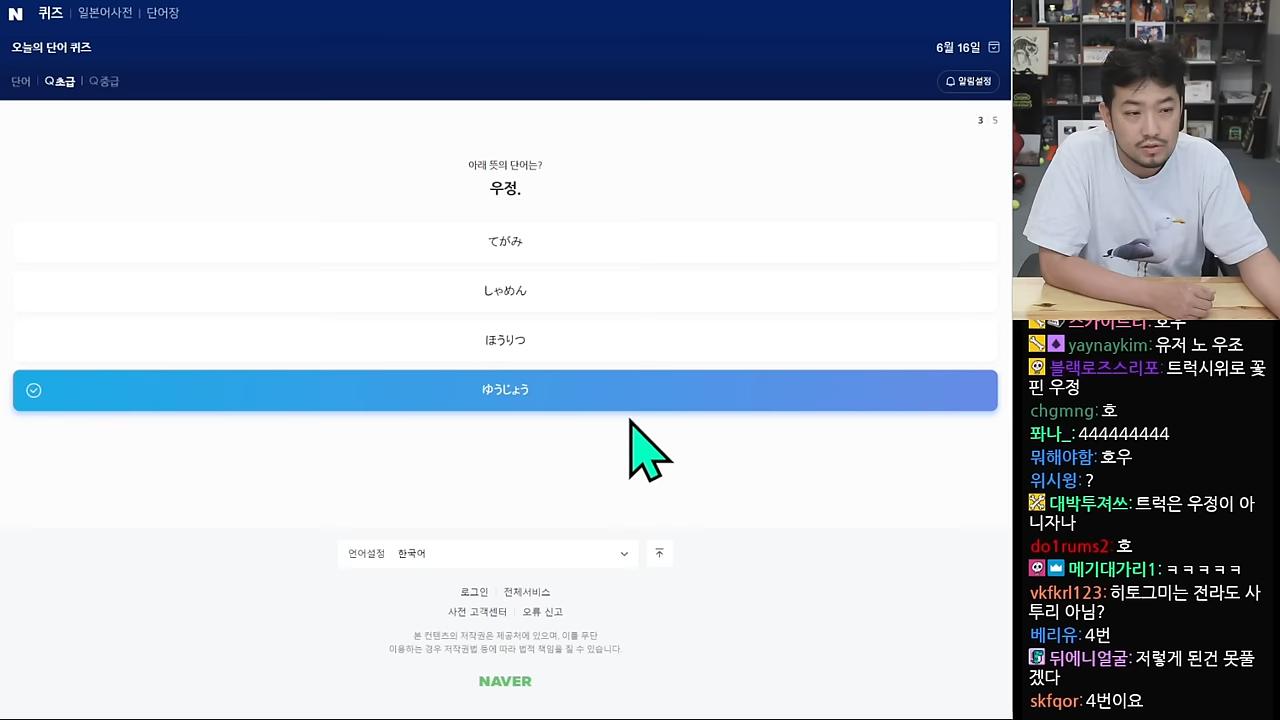 N 퀴즈 일본어사전 단어장
오늘의 단어 퀴즈
6월 16일
단어 Q초급 Q중급
알림설정
3 5
아래 뜻의 단어는?
우정.
てがみ
しゃめん
ほうりつ
ゆうじょう
언어설정 한국어
로그인 전체서비스
사전 고객센터 오류 신고
본 컨텐츠의 저작권은 제공처에 있으며, 이를 무단
이용하는 경우 저작권법 등에 따라 법적 책임을 질 수 있습니다.
NAVER
스카이트리: 호우
yaynaykim: 유저 노 우조
블랙로즈스리포: 트럭시위로 꽃
핀 우정
chgmng: 호
퐈나_: 444444444
뭐해야함: 호우
위시윙: ?
대박투져쓰: 트럭은 우정이 아
니자나
do1rums2: 호
메기대가리1: ㅋㅋㅋㅋㅋ
vkfkrl123: 히토그미는 전라도 사
투리 아님?
베리유: 4번
뒤에니얼굴: 저렇게 된건 못풀
겠다
skfqor: 4번이요